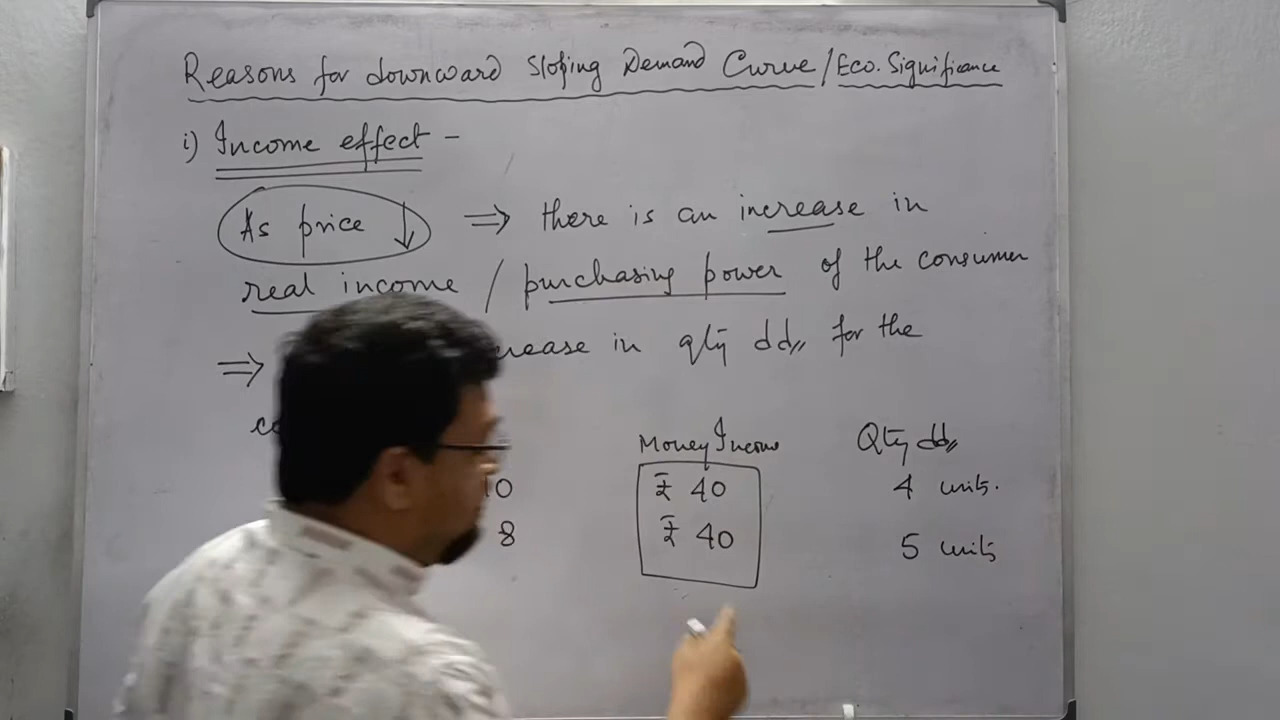 Reasons for downward Sloping Demand Curve/Eco. Significance
i) Income effect -
As price ↓ ⇒ there is an increase in
real income / purchasing power of the consumer
⇒ in qty dd,, for the
Money Income Qty dd,,
10 ₹ 40 4 units.
8 ₹ 40 5 units